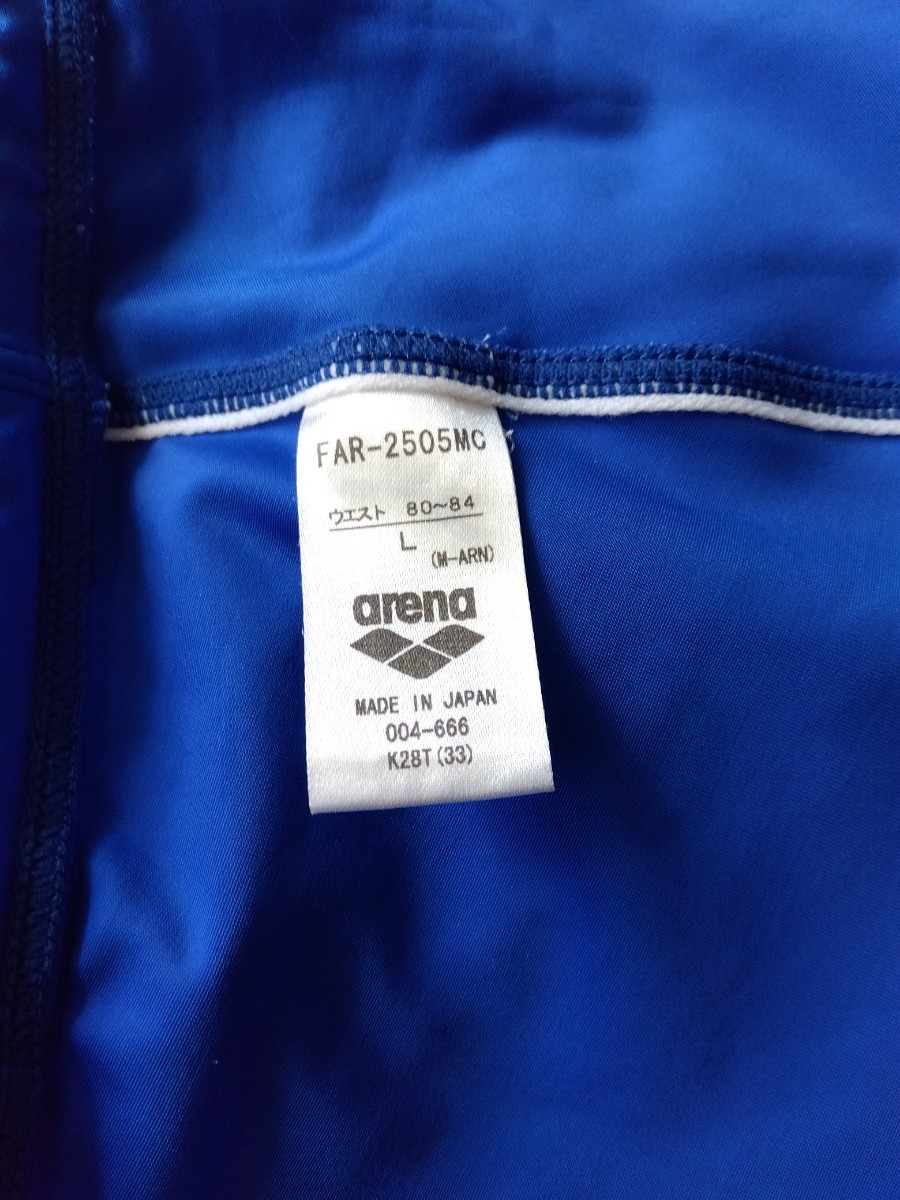 FAR-2505MC
ウエスト 80～84
L
(M-ARN)
arena
MADE IN JAPAN
004-666
K28T(33)